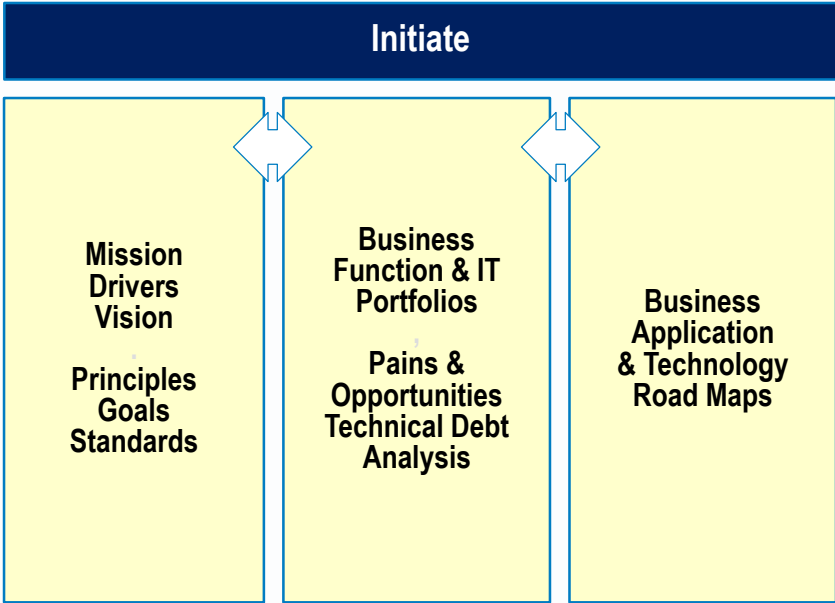 Initiate
Mission
Drivers
Vision
.
Principles
Goals
Standards
Business
Function & IT
Portfolios
,
Pains &
Opportunities
Technical Debt
Analysis
Business
Application
& Technology
Road Maps